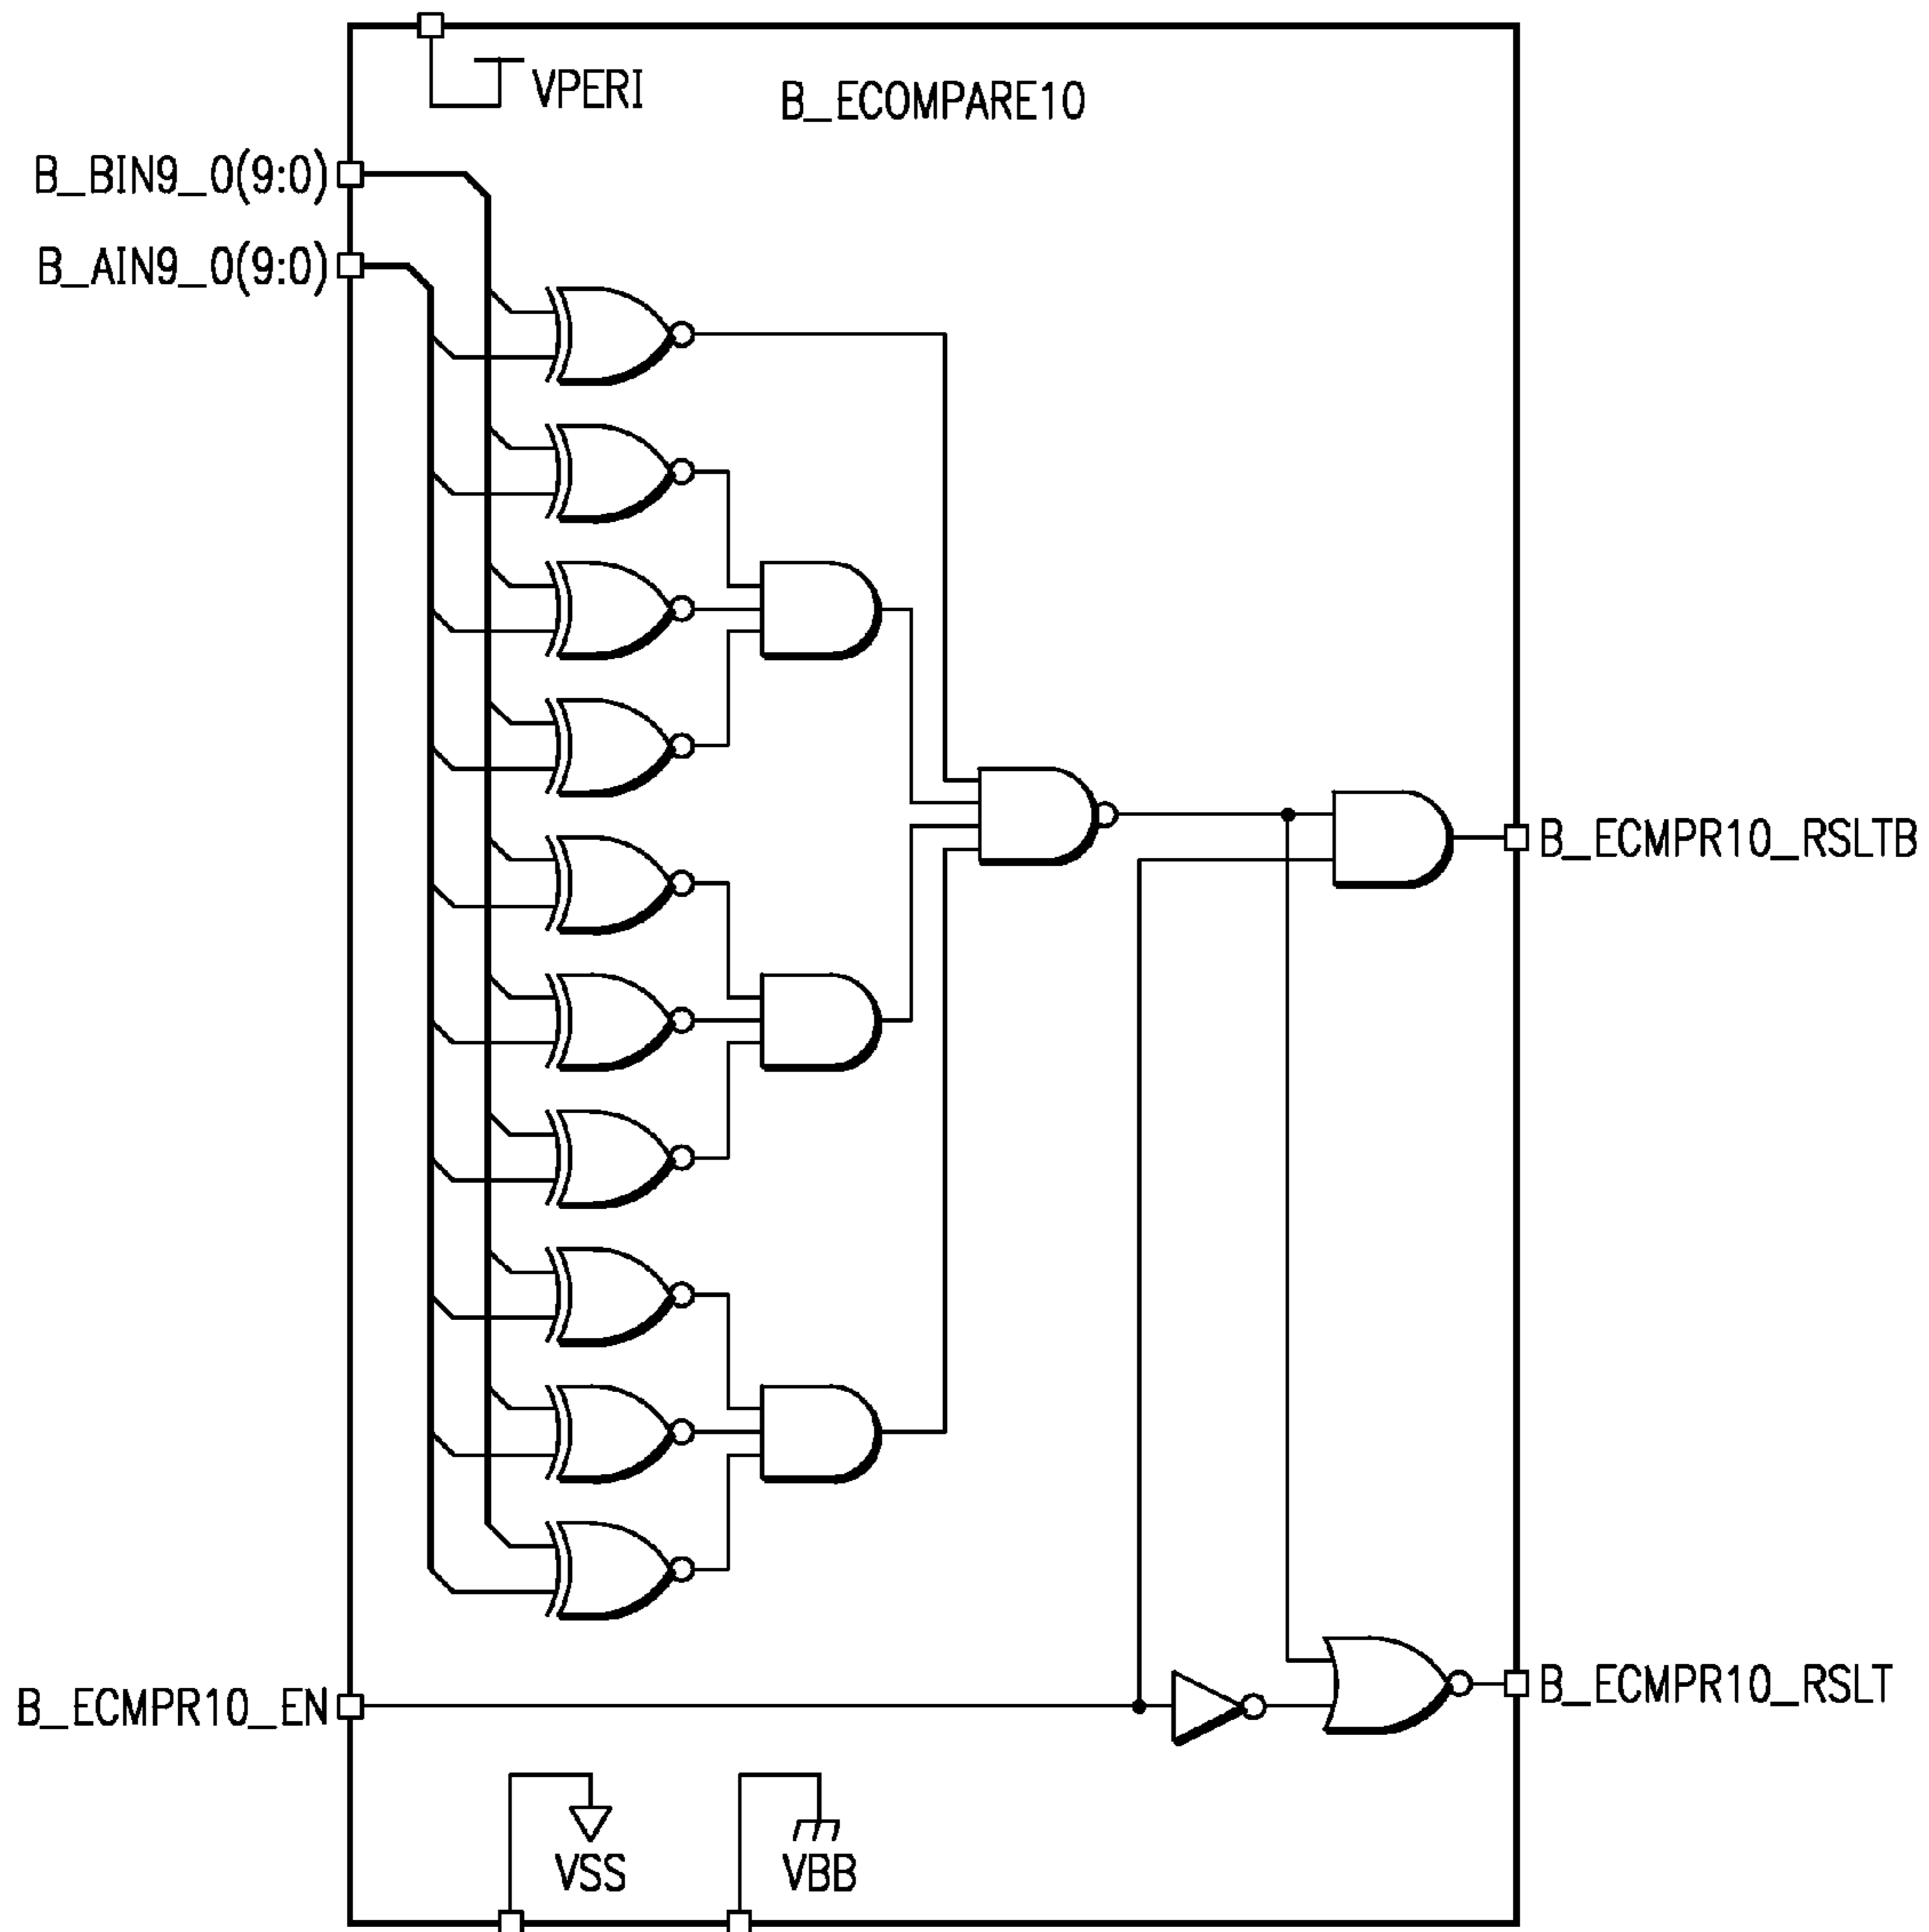 VPERI
B_ECOMPARE10
B_BIN9_0(9:0)
B_AIN9_0(9:0)
B_ECMPR10_RSLTB
B_ECMPR10_RSLT
B_ECMPR10_EN
VSS
VBB